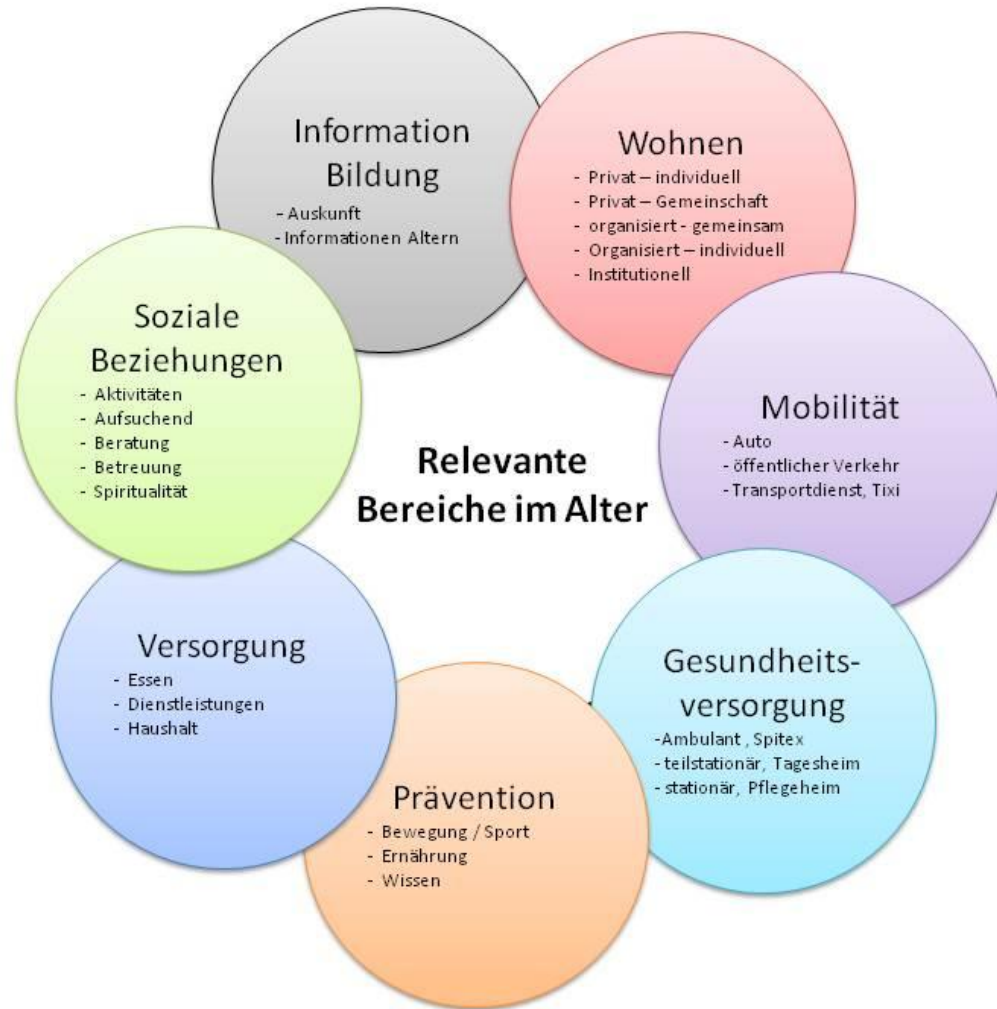 Relevante
Bereiche im Alter
Information
Bildung
- Auskunft
- Informationen Altern
Wohnen
- Privat – individuell
- Privat – Gemeinschaft
- organisiert - gemeinsam
- Organisiert – individuell
- Institutionell
Mobilität
- Auto
- öffentlicher Verkehr
- Transportdienst, Tixi
Gesundheits-
versorgung
-Ambulant , Spitex
- teilstationär, Tagesheim
- stationär, Pflegeheim
Prävention
- Bewegung / Sport
- Ernährung
- Wissen
Versorgung
- Essen
- Dienstleistungen
- Haushalt
Soziale
Beziehungen
- Aktivitäten
- Aufsuchend
- Beratung
- Betreuung
- Spiritualität